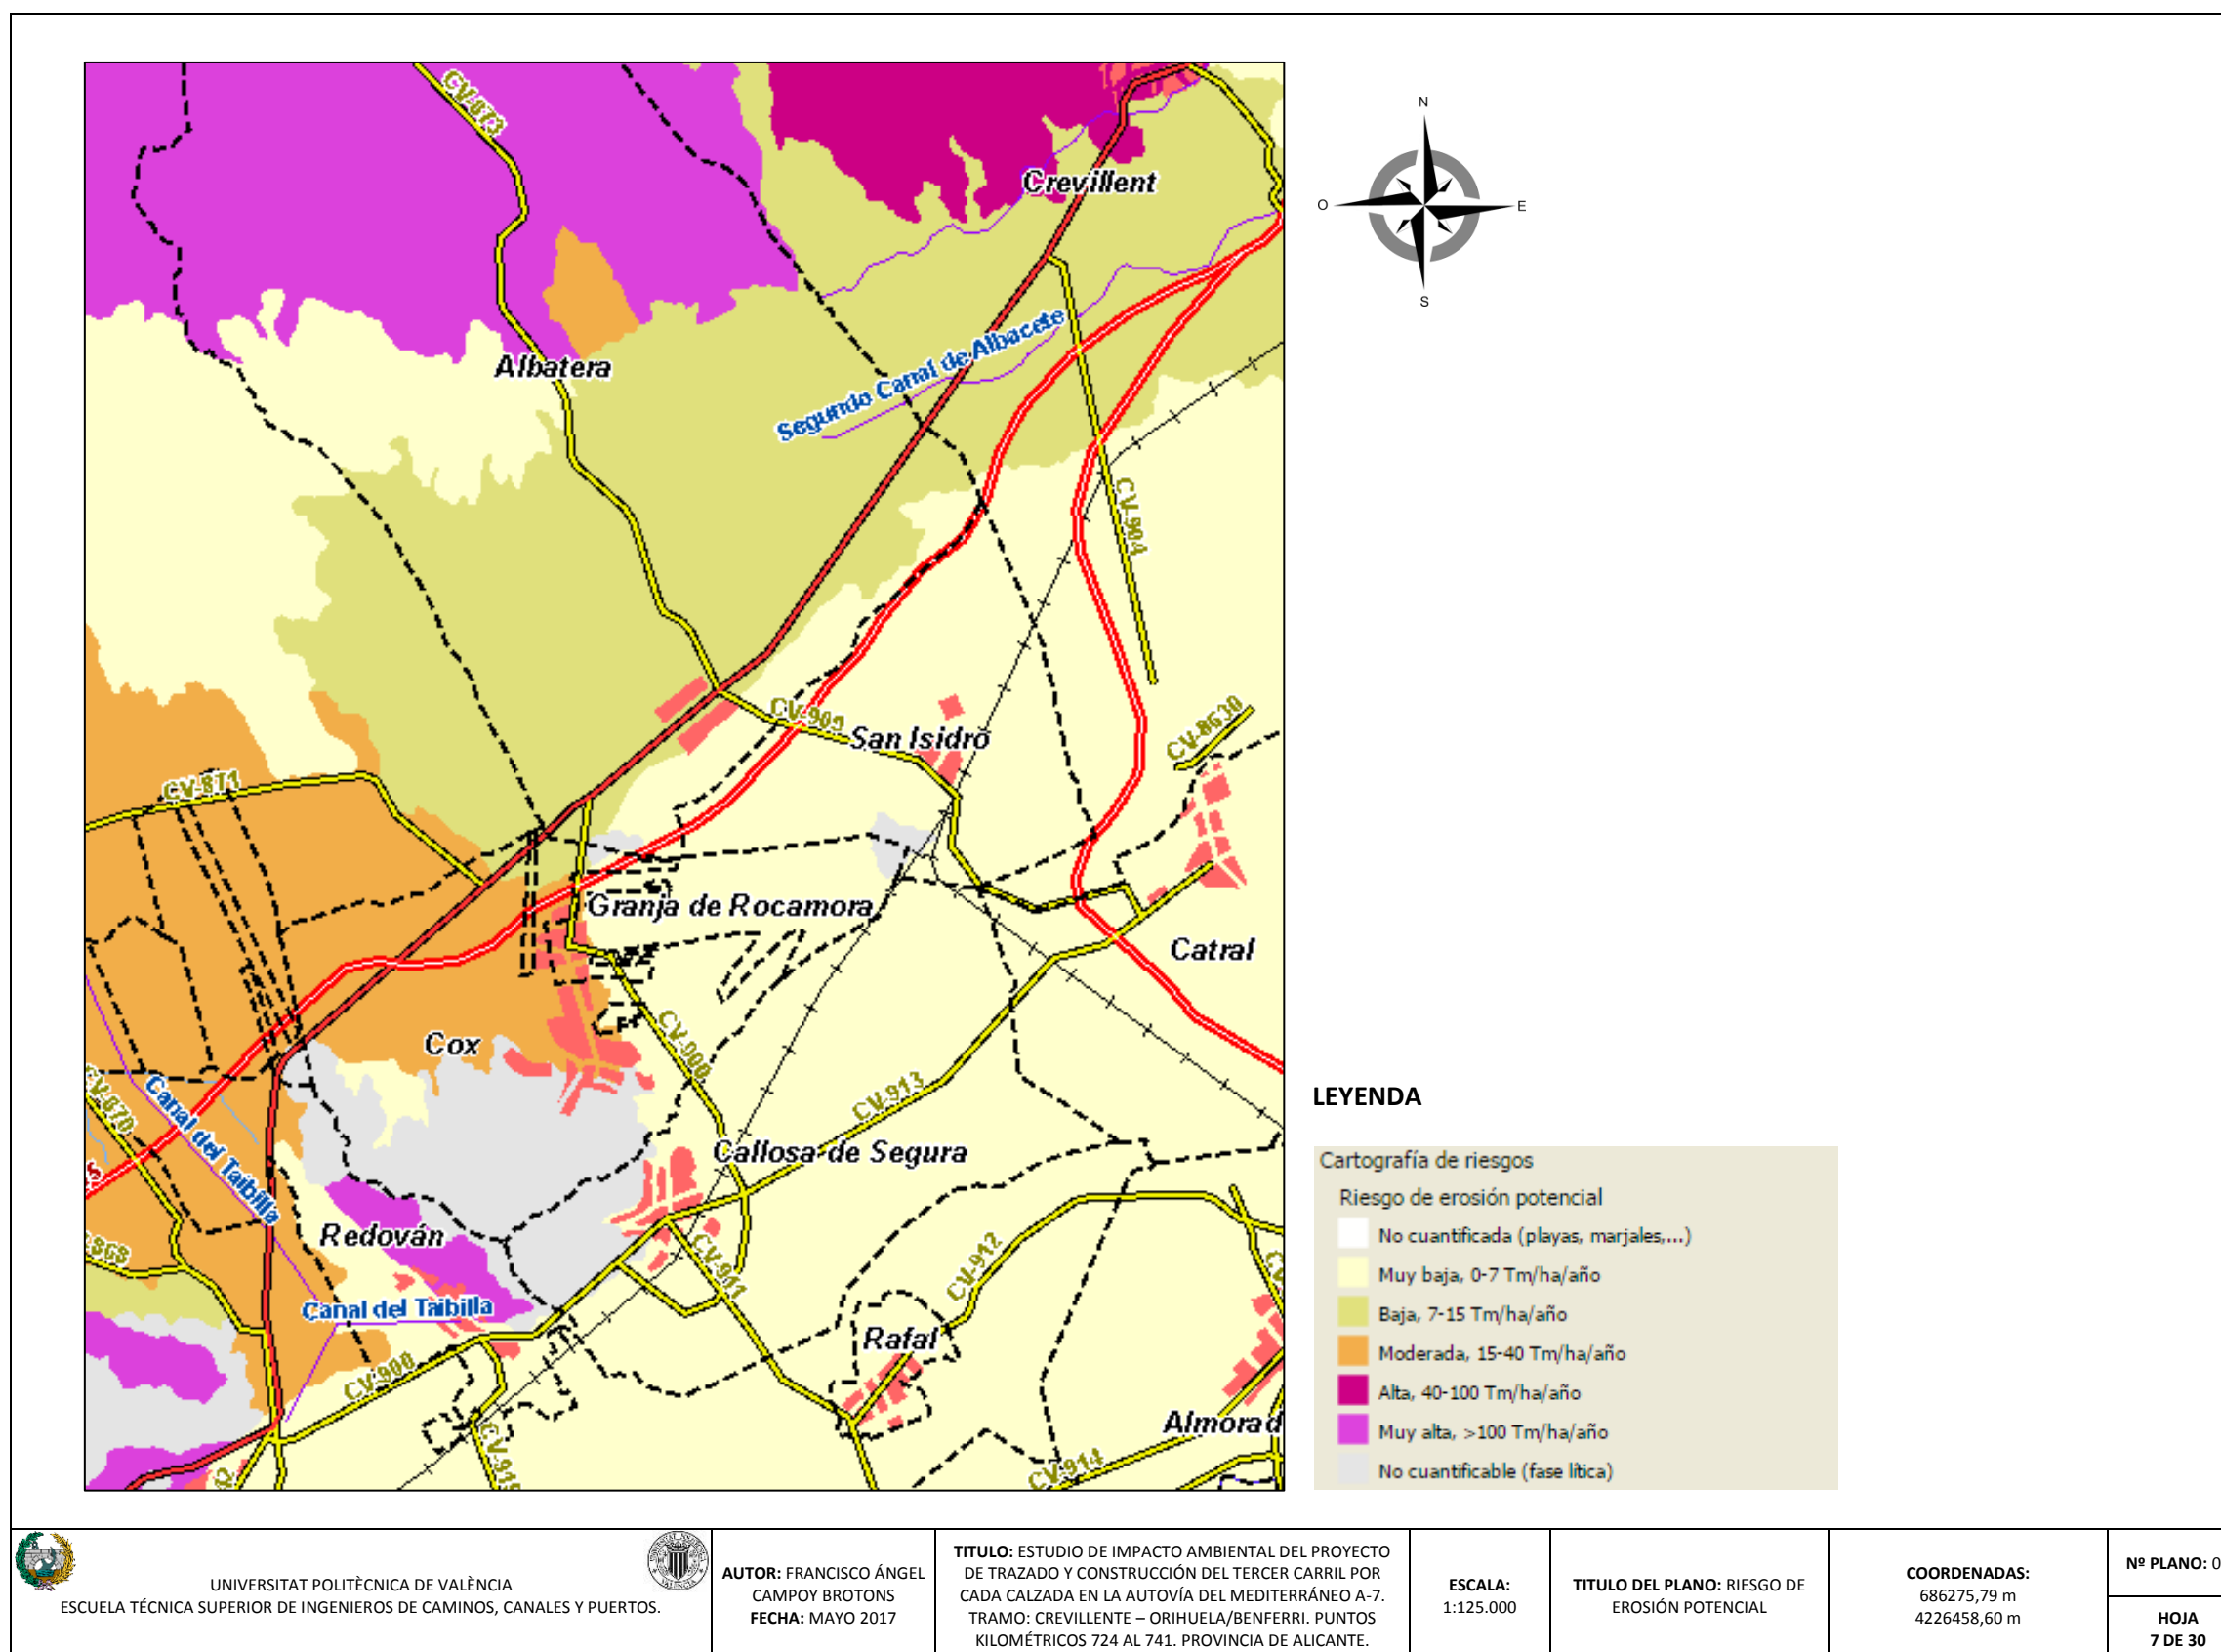 CV-873
Crevillent
Albatera
Segundo Canal de Albacete
CV-904
CV-909
San Isidro
CV-8630
CV-871
Granja de Rocamora
Catral
Cox
CV-900
CV-913
CV-870
Canal del Taibilla
Callosa de Segura
Redován
CV-911
CV-912
Canal del Taibilla
Rafal
CV-900
Almorad
CV-914
N
O
E
S
LEYENDA
Cartografía de riesgos
Riesgo de erosión potencial
No cuantificada (playas, marjales,...)
Muy baja, 0-7 Tm/ha/año
Baja, 7-15 Tm/ha/año
Moderada, 15-40 Tm/ha/año
Alta, 40-100 Tm/ha/año
Muy alta, >100 Tm/ha/año
No cuantificable (fase lítica)
UNIVERSITAT POLITÈCNICA DE VALÈNCIA
ESCUELA TÉCNICA SUPERIOR DE INGENIEROS DE CAMINOS, CANALES Y PUERTOS.
AUTOR: FRANCISCO ÁNGEL
CAMPOY BROTONS
FECHA: MAYO 2017
TITULO: ESTUDIO DE IMPACTO AMBIENTAL DEL PROYECTO
DE TRAZADO Y CONSTRUCCIÓN DEL TERCER CARRIL POR
CADA CALZADA EN LA AUTOVÍA DEL MEDITERRÁNEO A-7.
TRAMO: CREVILLENTE – ORIHUELA/BENFERRI. PUNTOS
KILOMÉTRICOS 724 AL 741. PROVINCIA DE ALICANTE.
ESCALA:
1:125.000
TITULO DEL PLANO: RIESGO DE
EROSIÓN POTENCIAL
COORDENADAS:
686275,79 m
4226458,60 m
Nº PLANO: 0
HOJA
7 DE 30